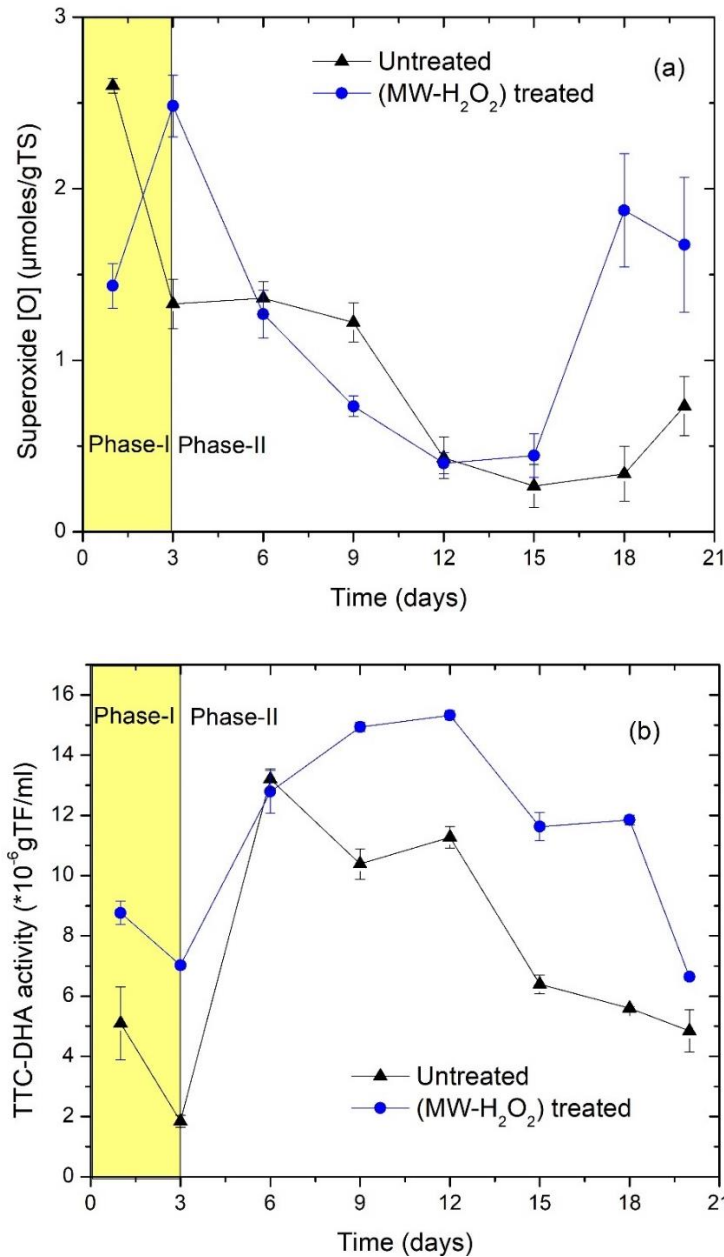 (a)
Untreated
(MW-H₂O₂) treated
3
2
1
0
Superoxide [O] (µmoles/gTS)
Phase-I
Phase-II
0 3 6 9 12 15 18 21
Time (days)
(b)
Phase-I
Phase-II
16
14
12
10
8
6
4
2
0
TTC-DHA activity (*10⁻⁶gTF/ml)
Untreated
(MW-H₂O₂) treated
0 3 6 9 12 15 18 21
Time (days)